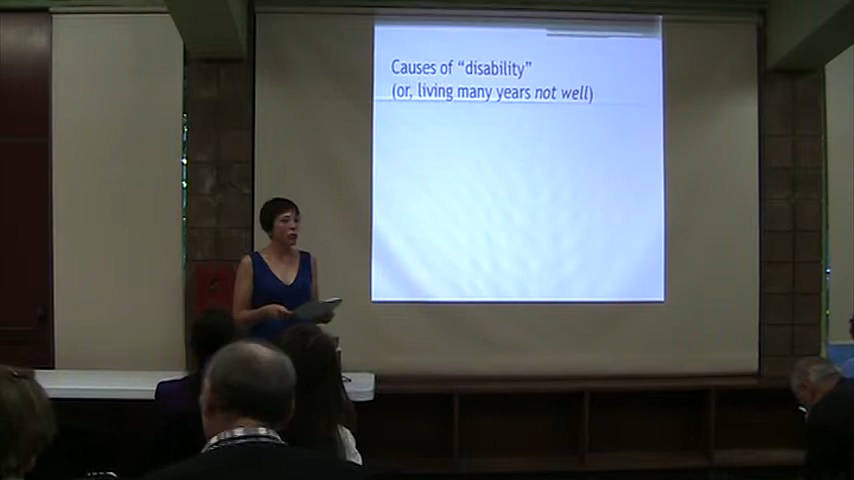 Causes of “disability”
(or, living many years not well)